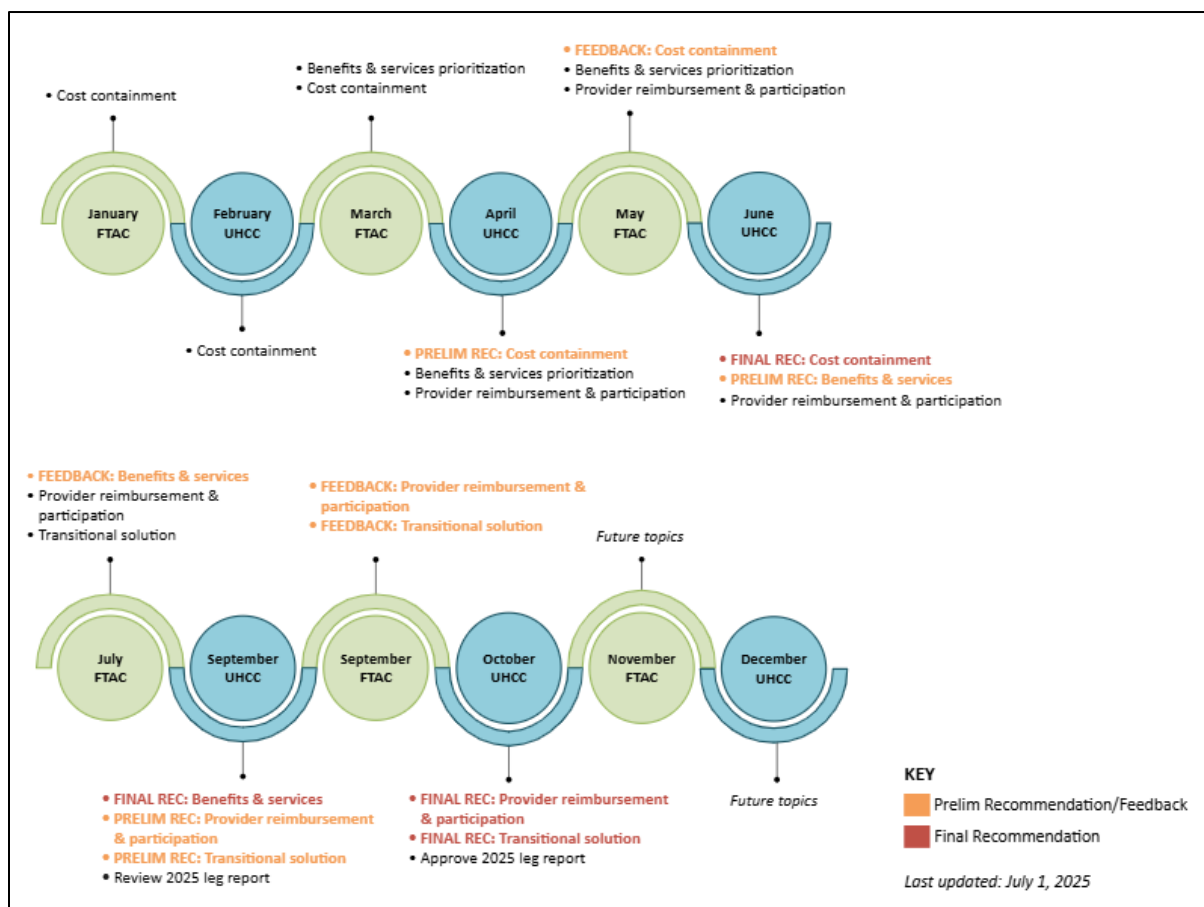 • FEEDBACK: Cost containment
• Benefits & services prioritization
• Provider reimbursement & participation
• Benefits & services prioritization
• Cost containment
• Cost containment
January
FTAC
February
UHCC
March
FTAC
April
UHCC
May
FTAC
June
UHCC
• Cost containment
• PRELIM REC: Cost containment
• Benefits & services prioritization
• Provider reimbursement & participation
• FINAL REC: Cost containment
• PRELIM REC: Benefits & services
• Provider reimbursement & participation
• FEEDBACK: Benefits & services
• Provider reimbursement &
participation
• Transitional solution
• FEEDBACK: Provider reimbursement &
participation
• FEEDBACK: Transitional solution
Future topics
July
FTAC
September
UHCC
September
FTAC
October
UHCC
November
FTAC
December
UHCC
• FINAL REC: Benefits & services
• PRELIM REC: Provider reimbursement
& participation
• PRELIM REC: Transitional solution
• Review 2025 leg report
• FINAL REC: Provider reimbursement
& participation
• FINAL REC: Transitional solution
• Approve 2025 leg report
Future topics
KEY
Prelim Recommendation/Feedback
Final Recommendation
Last updated: July 1, 2025